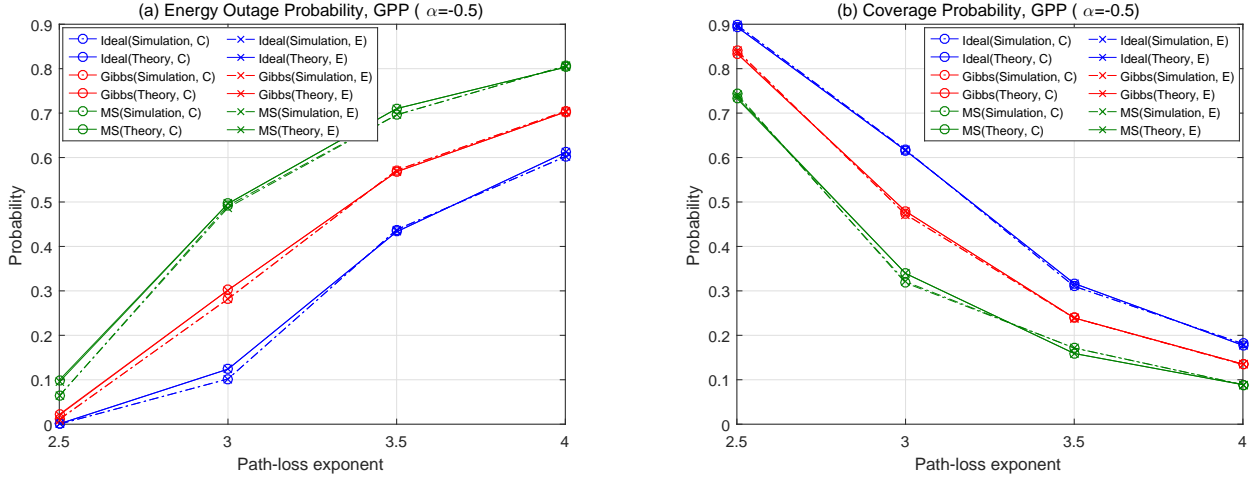 (a) Energy Outage Probability, GPP ( α=-0.5)
0.9
0.8
0.7
0.6
0.5
0.4
0.3
0.2
0.1
0
Probability
Ideal(Simulation, C)
Ideal(Theory, C)
Gibbs(Simulation, C)
Gibbs(Theory, C)
MS(Simulation, C)
MS(Theory, C)
Ideal(Simulation, E)
Ideal(Theory, E)
Gibbs(Simulation, E)
Gibbs(Theory, E)
MS(Simulation, E)
MS(Theory, E)
2.5 3 3.5 4
Path-loss exponent
(b) Coverage Probability, GPP ( α=-0.5)
0.9
0.8
0.7
0.6
0.5
0.4
0.3
0.2
0.1
0
Probability
Ideal(Simulation, C)
Ideal(Theory, C)
Gibbs(Simulation, C)
Gibbs(Theory, C)
MS(Simulation, C)
MS(Theory, C)
Ideal(Simulation, E)
Ideal(Theory, E)
Gibbs(Simulation, E)
Gibbs(Theory, E)
MS(Simulation, E)
MS(Theory, E)
2.5 3 3.5 4
Path-loss exponent